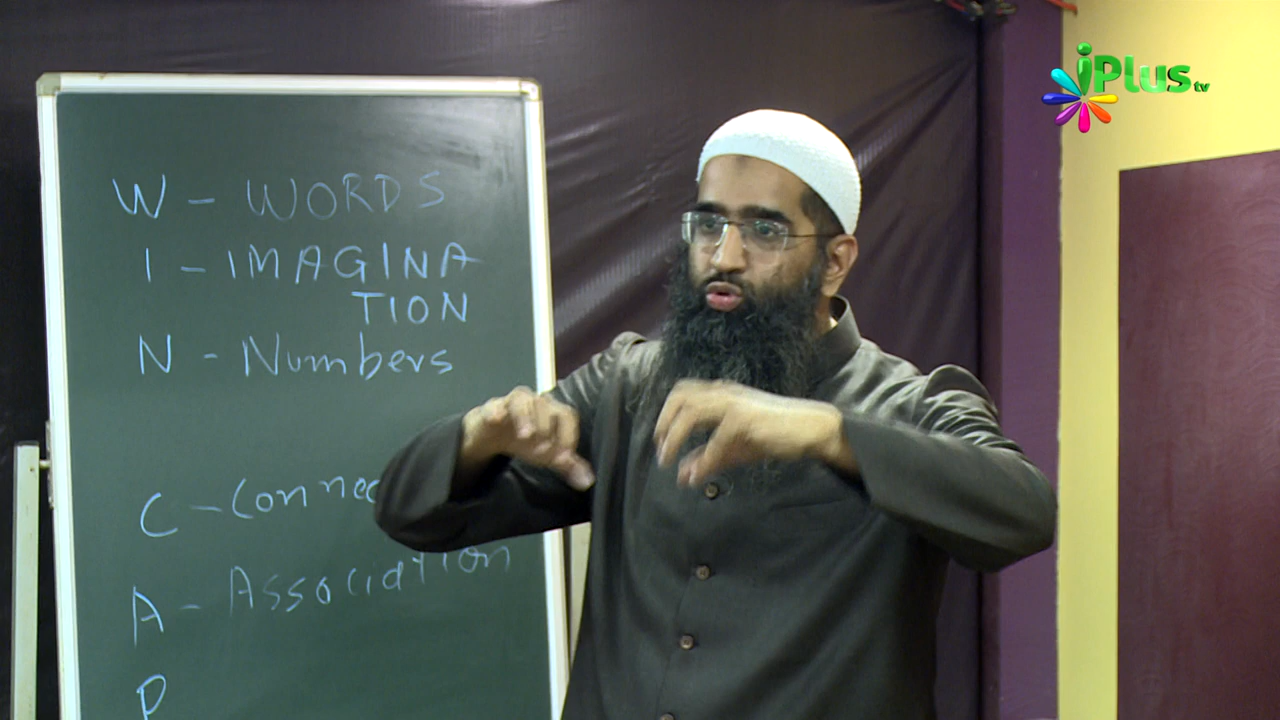 W - WORDS
I - IMAGINA
TION
N - Numbers
C - Connec
A - Association
P
iPlus tv